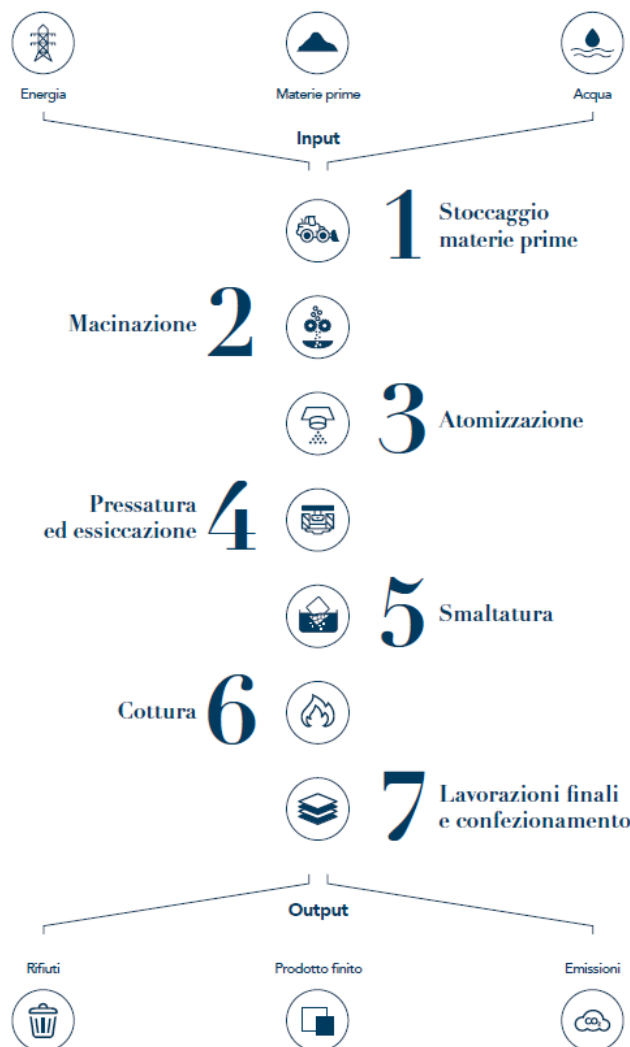 Energia
Materie prime
Acqua
Input
1
Stoccaggio
materie prime
Macinazione
2
3
Atomizzazione
Pressatura
ed essiccazione
4
5
Smaltatura
Cottura
6
7
Lavorazioni finali
e confezionamento
Output
Rifiuti
Prodotto finito
Emissioni
CO₂